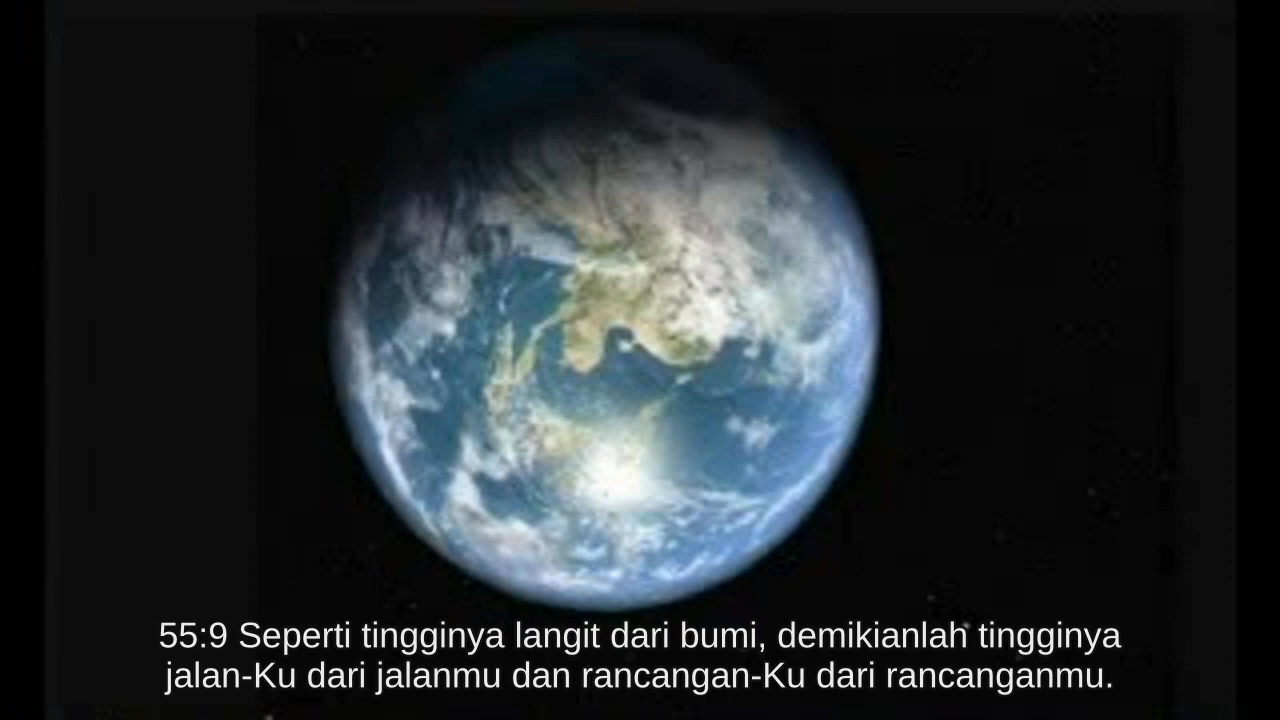 55:9 Seperti tingginya langit dari bumi, demikianlah tingginya
jalan-Ku dari jalanmu dan rancangan-Ku dari rancanganmu.